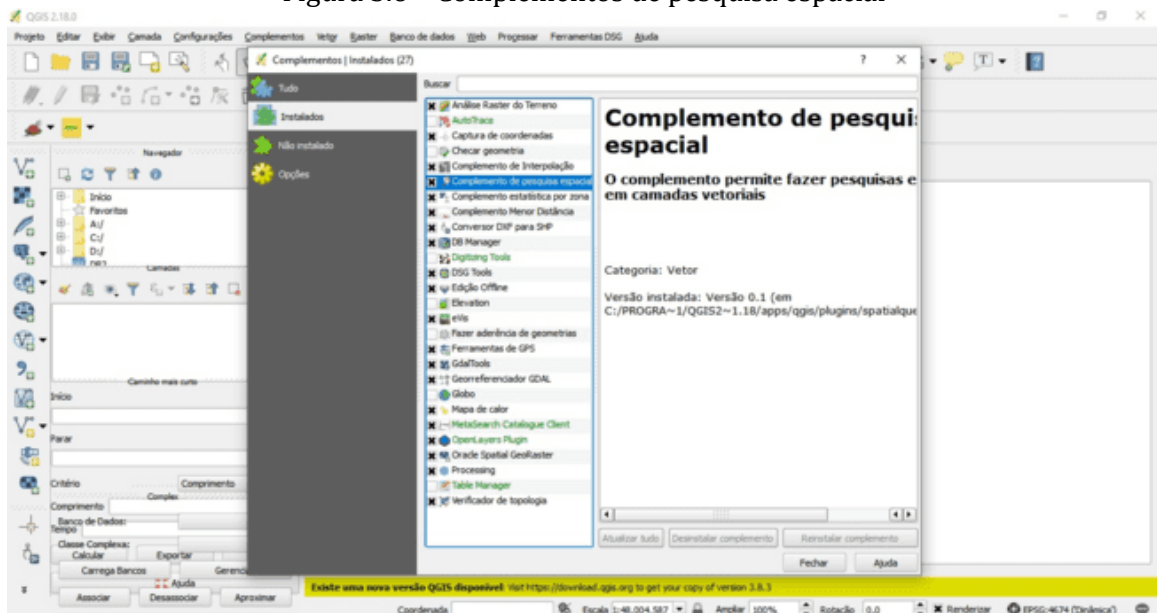 Figura 3.8 – Complementos de pesquisa espacial
QGIS 2.18.0
Projeto Editar Exibir Camada Configurações Complementos Vetor Raster Banco de dados Web Processar Ferramentas DSG Ajuda
Complementos | Instalados (27)
Tudo
Instalados
Não instalado
Opções
Buscar
Análise Raster do Terreno
AutoTrace
Captura de coordenadas
Checar geometria
Complemento de Interpolação
Complemento de pesquisa espacial
Complemento estatística por zona
Complemento Menor Distância
Conversor DXF para SHP
DB Manager
Digitizing Tools
DSG Tools
Edição Offline
Elevation
eVis
Fazer aderência de geometrias
Ferramentas de GPS
GdalTools
Georreferenciador GDAL
Globo
Mapa de calor
MetaSearch Catalogue Client
OpenLayers Plugin
Oracle Spatial GeoRaster
Processing
Table Manager
Verificador de topologia
Complemento de pesqui
espacial
O complemento permite fazer pesquisas e
em camadas vetoriais
Categoria: Vetor
Versão instalada: Versão 0.1 (em
C:/PROGRA~1/QGIS2~1.18/apps/qgis/plugins/spatialque
Atualizar tudo Desinstalar complemento Reinstalar complemento
Fechar Ajuda
Navegador
Início
Favoritos
A:/
C:/
D:/
DB2
Camadas
Caminho mais curto
Início
Parar
Critério Comprimento
Complex
Comprimento
Banco de Dados:
Tempo
Classe Complexa:
Calcular Exportar
Carrega Bancos Gerenc
Ajuda
Associar Desassociar Aproximar
Existe uma nova versão QGIS disponível: Visit https://download.qgis.org to get your copy of version 3.8.3
Coordenada Escala 1:48.004.587 Ampliar 100% Rotação 0,0 Renderizar EPSG:4674 (Dinâmico)